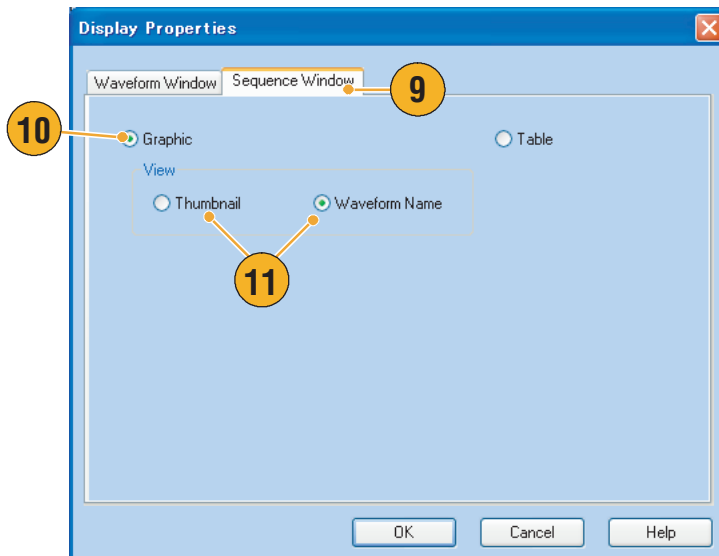 Display Properties
Waveform Window Sequence Window
9
10
Graphic Table
View
Thumbnail Waveform Name
11
OK Cancel Help